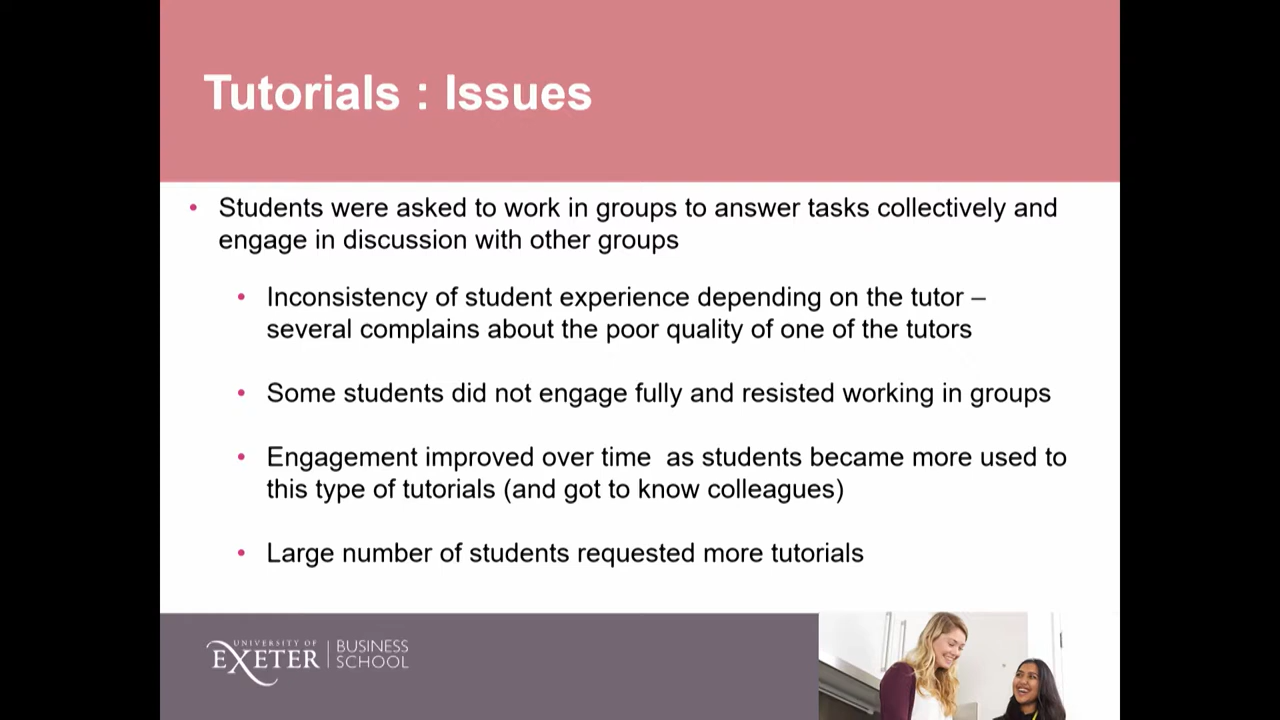 Tutorials : Issues
• Students were asked to work in groups to answer tasks collectively and
engage in discussion with other groups
• Inconsistency of student experience depending on the tutor –
several complains about the poor quality of one of the tutors
• Some students did not engage fully and resisted working in groups
• Engagement improved over time  as students became more used to
this type of tutorials (and got to know colleagues)
• Large number of students requested more tutorials
UNIVERSITY OF
EXETER
BUSINESS
SCHOOL